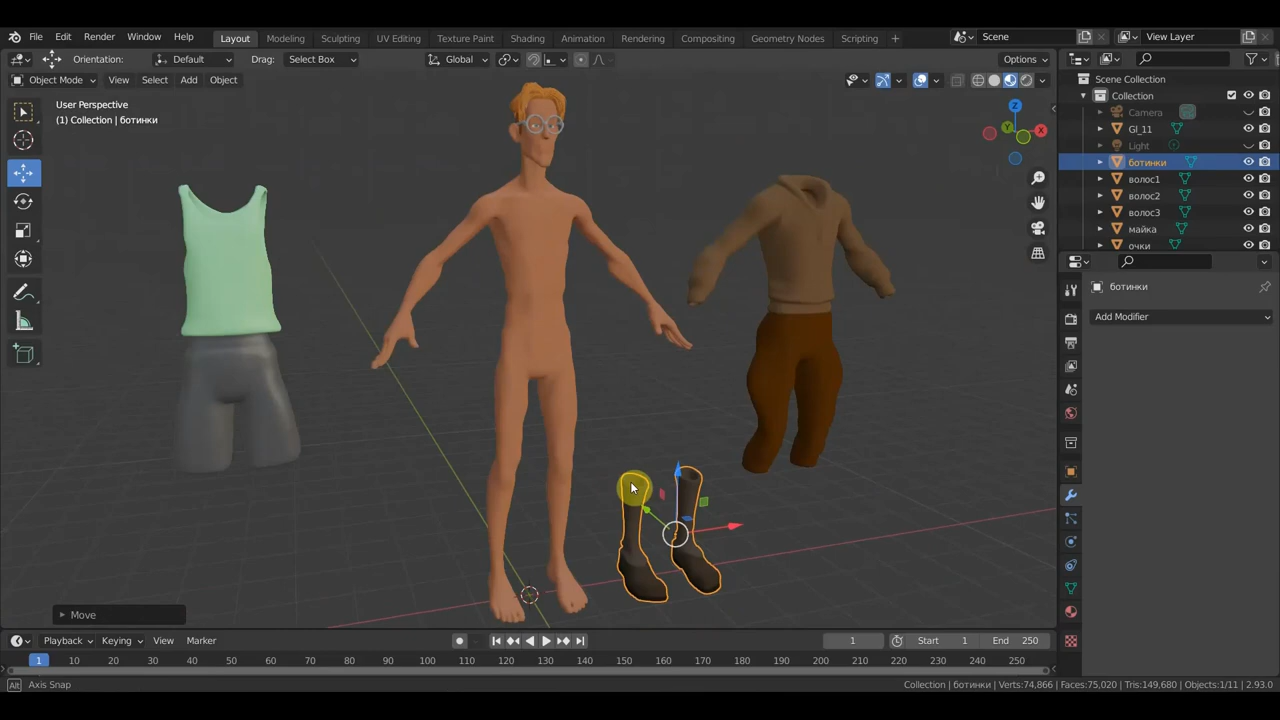 File Edit Render Window Help Layout Modeling Sculpting UV Editing Texture Paint Shading Animation Rendering Compositing Geometry Nodes Scripting + Scene View Layer
Orientation: Default Drag: Select Box Global Options
Object Mode View Select Add Object
User Perspective
(1) Collection | ботинки
Z
Y
X
Move
Scene Collection
Collection
Camera
Gl_11
Light
ботинки
волос1
волос2
волос3
майка
очки
ботинки
Add Modifier
Playback Keying View Marker 1 Start 1 End 250
1 10 20 30 40 50 60 70 80 90 100 110 120 130 140 150 160 170 180 190 200 210 220 230 240 250
Alt Axis Snap Collection | ботинки | Verts:74,866 | Faces:75,020 | Tris:149,680 | Objects:1/11 | 2.93.0